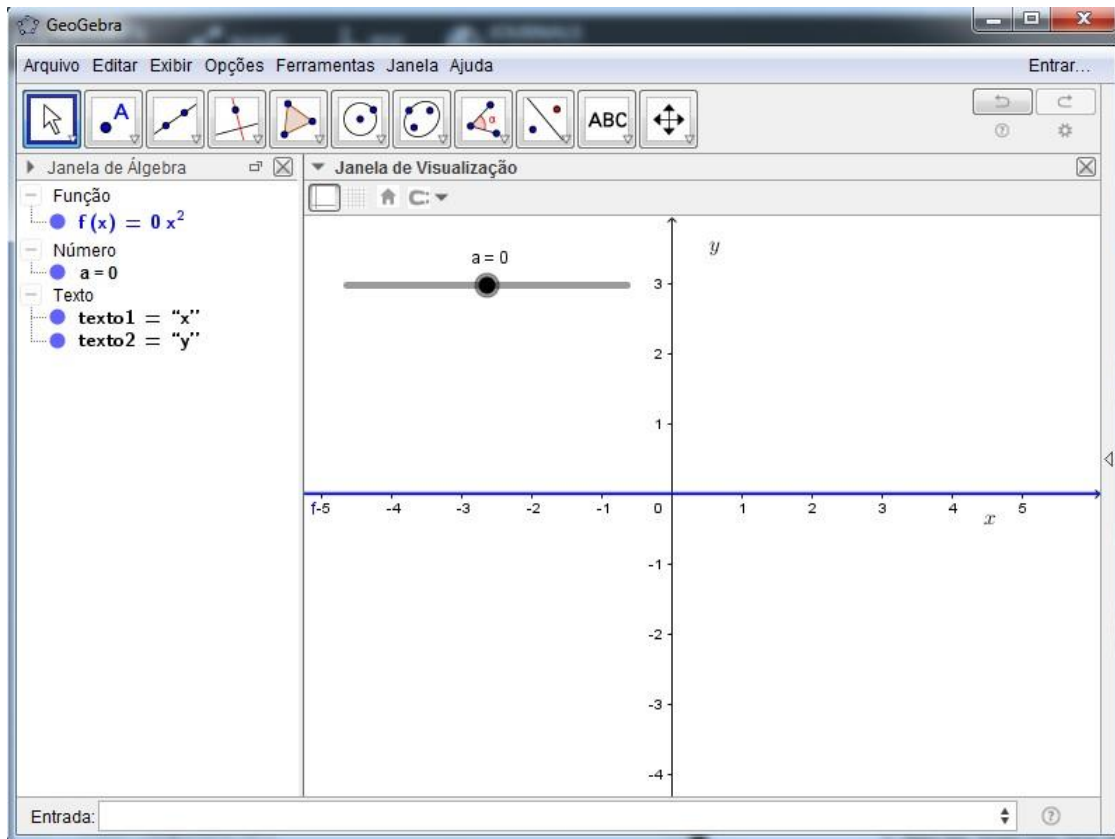 GeoGebra
Arquivo Editar Exibir Opções Ferramentas Janela Ajuda Entrar...
A α ABC
Janela de Álgebra
Função
f(x) = 0 x²
Número
a = 0
Texto
texto1 = “x”
texto2 = “y”
Janela de Visualização
a = 0
y
3
2
1
f -5 -4 -3 -2 -1 0 1 2 3 4 5
x
-1
-2
-3
-4
Entrada: